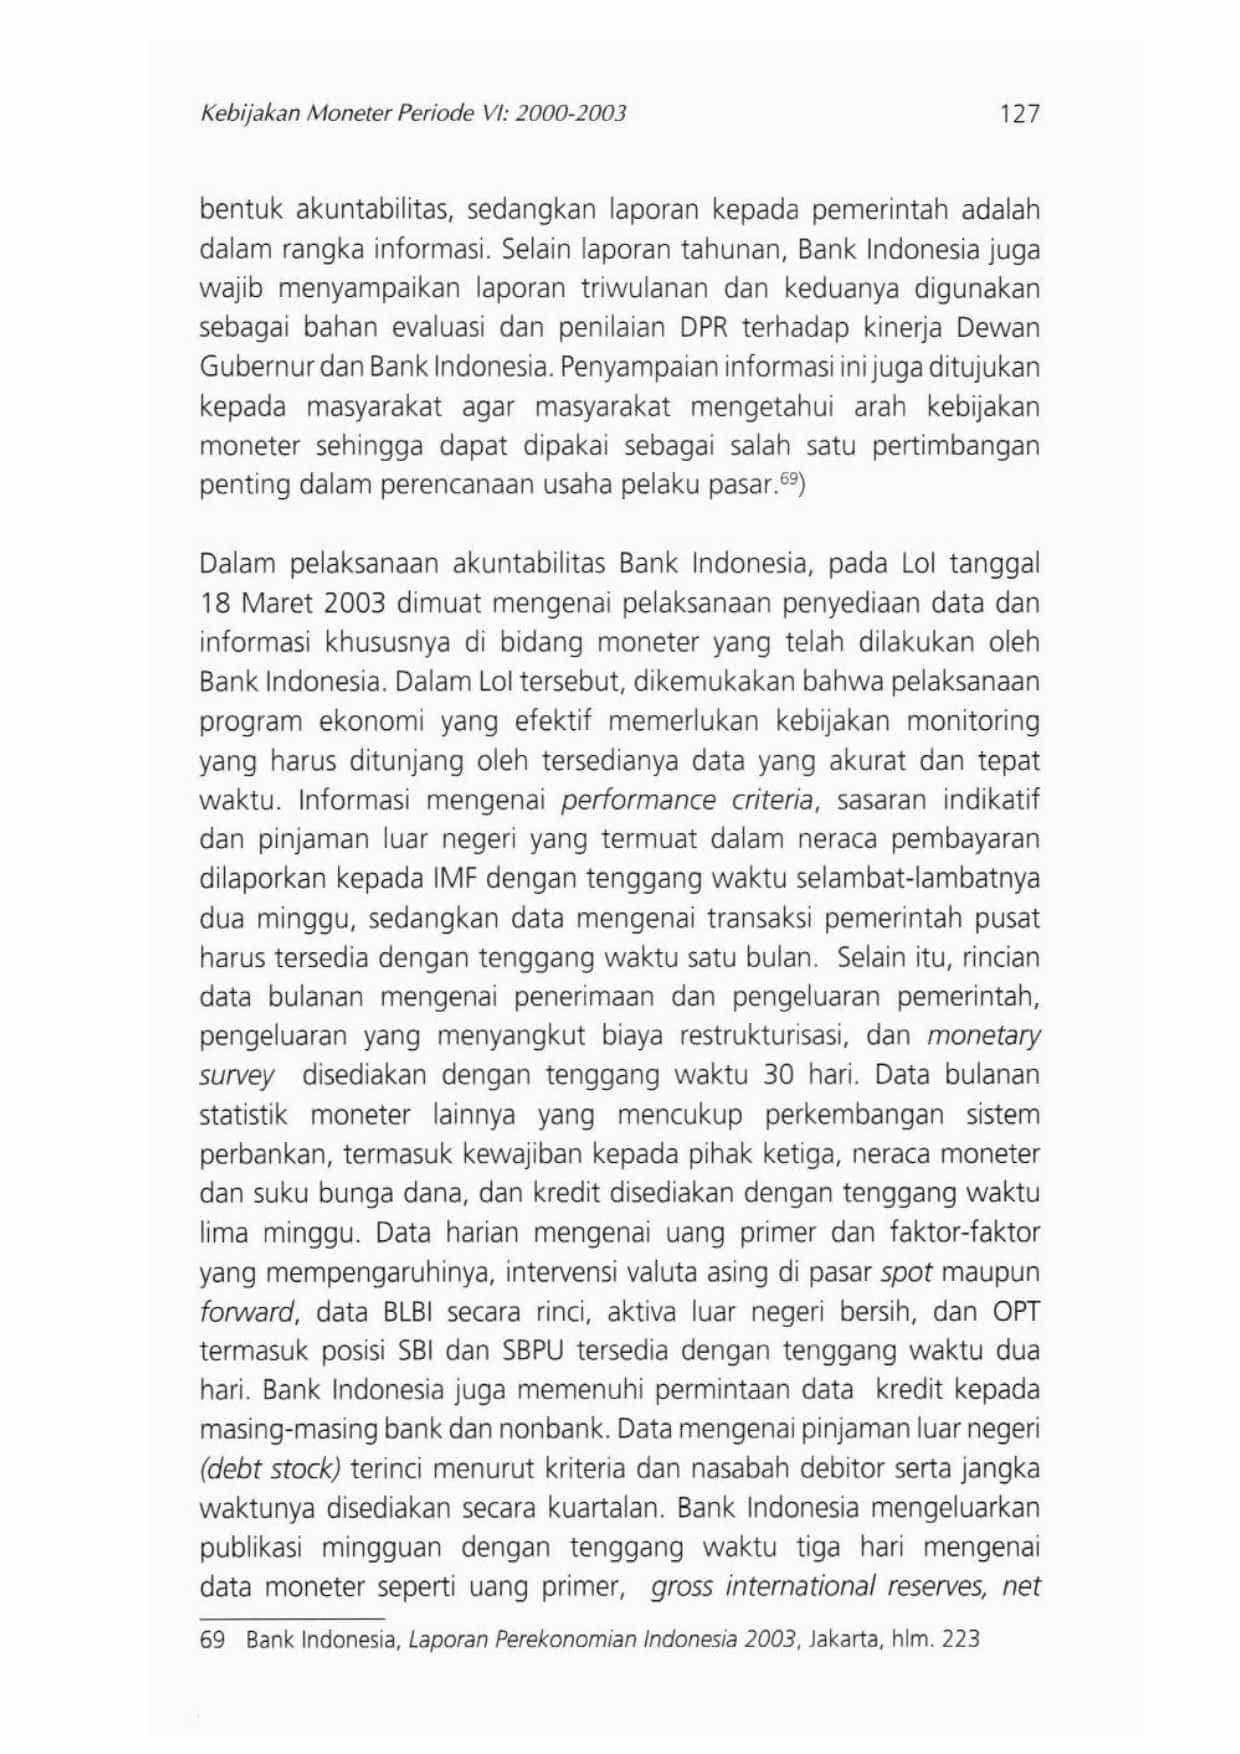 Kebijakan Moneter Periode VI: 2000-2003 127
bentuk akuntabilitas, sedangkan laporan kepada pemerintah adalah
dalam rangka informasi. Selain laporan tahunan, Bank Indonesia juga
wajib menyampaikan laporan triwulanan dan keduanya digunakan
sebagai bahan evaluasi dan penilaian DPR terhadap kinerja Dewan
Gubernur dan Bank Indonesia. Penyampaian informasi ini juga ditujukan
kepada masyarakat agar masyarakat mengetahui arah kebijakan
moneter sehingga dapat dipakai sebagai salah satu pertimbangan
penting dalam perencanaan usaha pelaku pasar.69)
Dalam pelaksanaan akuntabilitas Bank Indonesia, pada LoI tanggal
18 Maret 2003 dimuat mengenai pelaksanaan penyediaan data dan
informasi khususnya di bidang moneter yang telah dilakukan oleh
Bank Indonesia. Dalam LoI tersebut, dikemukakan bahwa pelaksanaan
program ekonomi yang efektif memerlukan kebijakan monitoring
yang harus ditunjang oleh tersedianya data yang akurat dan tepat
waktu. Informasi mengenai performance criteria, sasaran indikatif
dan pinjaman luar negeri yang termuat dalam neraca pembayaran
dilaporkan kepada IMF dengan tenggang waktu selambat-lambatnya
dua minggu, sedangkan data mengenai transaksi pemerintah pusat
harus tersedia dengan tenggang waktu satu bulan. Selain itu, rincian
data bulanan mengenai penerimaan dan pengeluaran pemerintah,
pengeluaran yang menyangkut biaya restrukturisasi, dan monetary
survey disediakan dengan tenggang waktu 30 hari. Data bulanan
statistik moneter lainnya yang mencukup perkembangan sistem
perbankan, termasuk kewajiban kepada pihak ketiga, neraca moneter
dan suku bunga dana, dan kredit disediakan dengan tenggang waktu
lima minggu. Data harian mengenai uang primer dan faktor-faktor
yang mempengaruhinya, intervensi valuta asing di pasar spot maupun
forward, data BLBI secara rinci, aktiva luar negeri bersih, dan OPT
termasuk posisi SBI dan SBPU tersedia dengan tenggang waktu dua
hari. Bank Indonesia juga memenuhi permintaan data kredit kepada
masing-masing bank dan nonbank. Data mengenai pinjaman luar negeri
(debt stock) terinci menurut kriteria dan nasabah debitor serta jangka
waktunya disediakan secara kuartalan. Bank Indonesia mengeluarkan
publikasi mingguan dengan tenggang waktu tiga hari mengenai
data moneter seperti uang primer, gross international reserves, net
69 Bank Indonesia, Laporan Perekonomian Indonesia 2003, Jakarta, hlm. 223